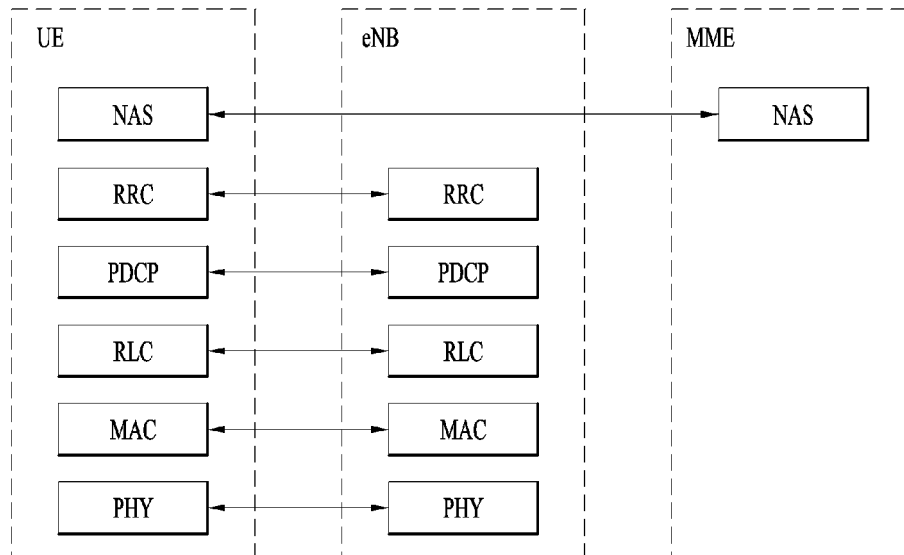 UE eNB MME
NAS NAS
RRC RRC
PDCP PDCP
RLC RLC
MAC MAC
PHY PHY